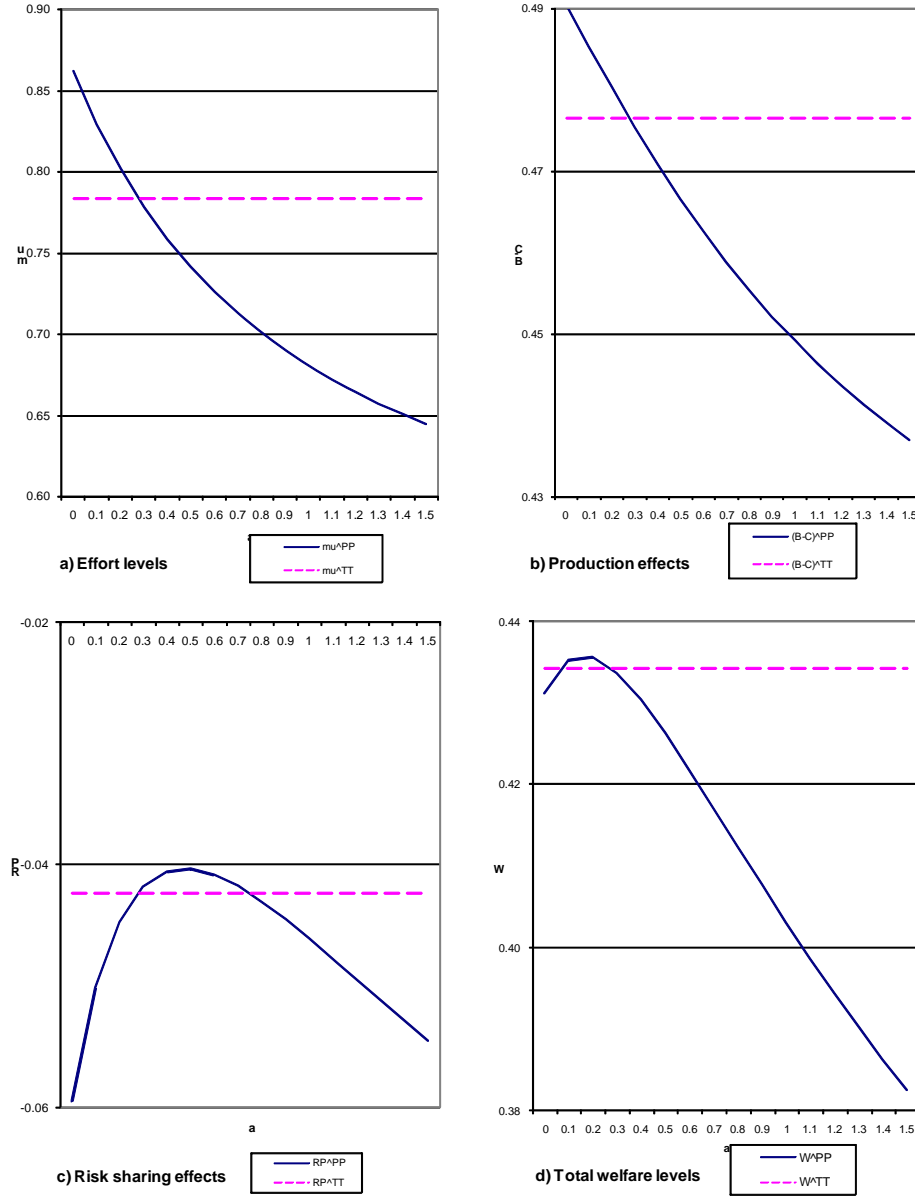 0.90
0.85
0.80
0.75
0.70
0.65
0.60
mu
0 0.1 0.2 0.3 0.4 0.5 0.6 0.7 0.8 0.9 1 1.1 1.2 1.3 1.4 1.5
a
a) Effort levels
mu^PP
mu^TT
0.49
0.47
0.45
0.43
0 0.1 0.2 0.3 0.4 0.5 0.6 0.7 0.8 0.9 1 1.1 1.2 1.3 1.4 1.5
b) Production effects
(B-C)^PP
(B-C)^TT
-0.02
-0.04
-0.06
RP
0 0.1 0.2 0.3 0.4 0.5 0.6 0.7 0.8 0.9 1 1.1 1.2 1.3 1.4 1.5
a
c) Risk sharing effects
RP^PP
RP^TT
0.44
0.42
0.40
0.38
W
0 0.1 0.2 0.3 0.4 0.5 0.6 0.7 0.8 0.9 1 1.1 1.2 1.3 1.4 1.5
a
d) Total welfare levels
W^PP
W^TT